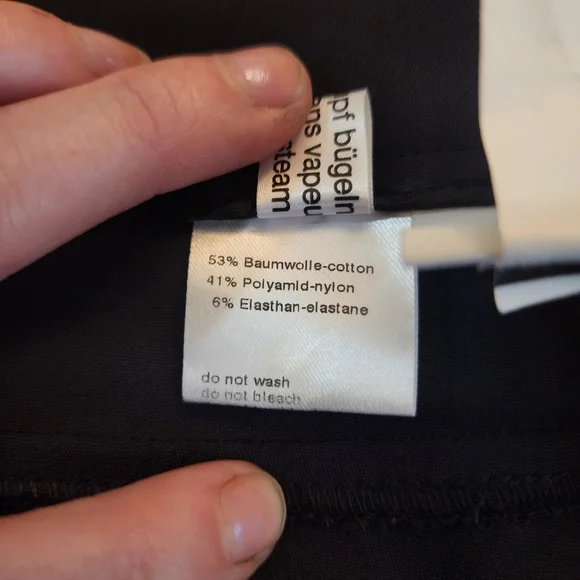 pf bügeln
ns vapeu
steam
53% Baumwolle-cotton
41% Polyamid-nylon
6% Elasthan-elastane
do not wash
do not bleach